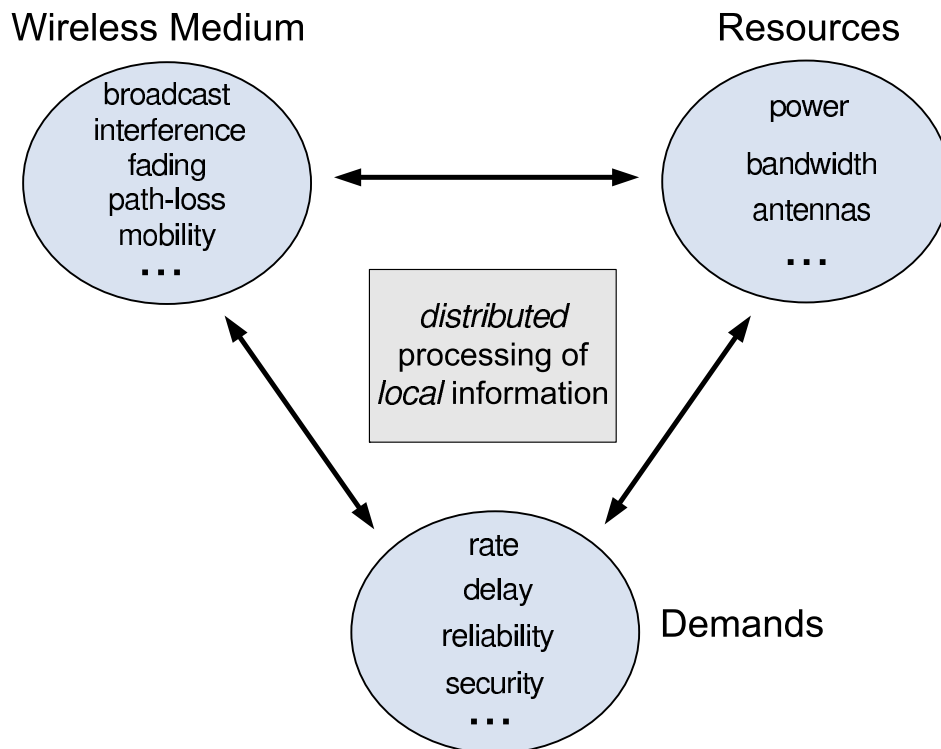 Wireless Medium
broadcast
interference
fading
path-loss
mobility
...
Resources
power
bandwidth
antennas
...
distributed
processing of
local information
rate
delay
reliability
security
...
Demands